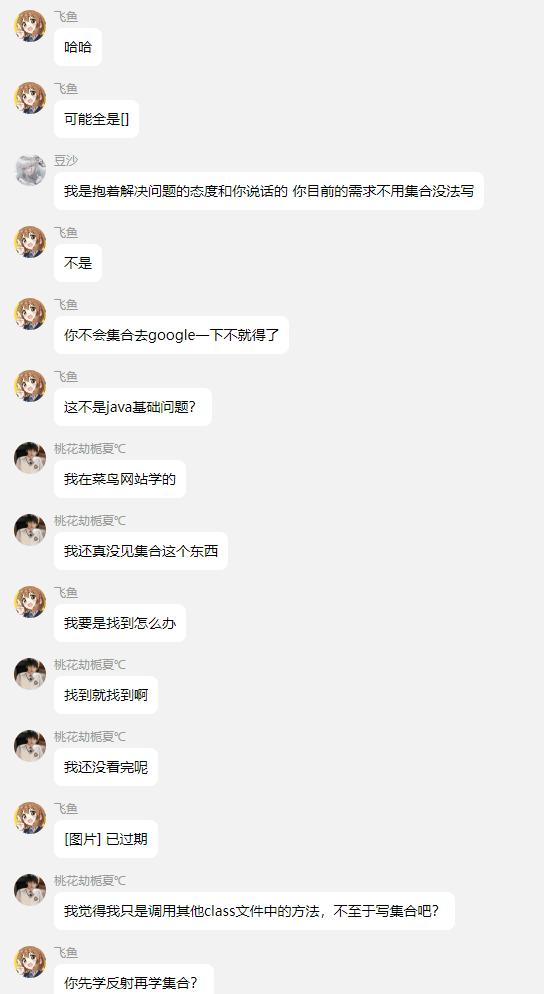 飞鱼
哈哈
飞鱼
可能全是[]
豆沙
我是抱着解决问题的态度和你说话的 你目前的需求不用集合没法写
飞鱼
不是
飞鱼
你不会集合去google一下不就得了
飞鱼
这不是java基础问题？
桃花劫栀夏℃
我在菜鸟网站学的
桃花劫栀夏℃
我还真没见集合这个东西
飞鱼
我要是找到怎么办
桃花劫栀夏℃
找到就找到啊
桃花劫栀夏℃
我还没看完呢
飞鱼
[图片] 已过期
桃花劫栀夏℃
我觉得我只是调用其他class文件中的方法，不至于写集合吧？
飞鱼
你先学反射再学集合？